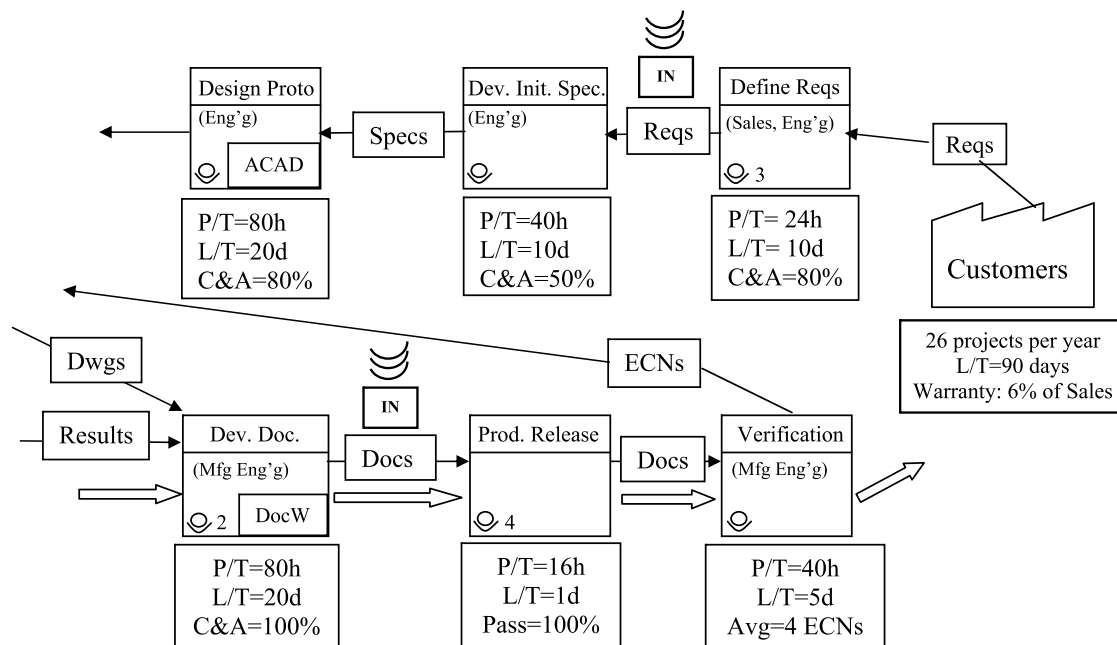 IN
Design Proto
(Eng'g)
ACAD
Specs
Dev. Init. Spec.
(Eng'g)
Reqs
Define Reqs
(Sales, Eng'g)
3
Reqs
P/T=80h
L/T=20d
C&A=80%
P/T=40h
L/T=10d
C&A=50%
P/T= 24h
L/T= 10d
C&A=80%
Customers
26 projects per year
L/T=90 days
Warranty: 6% of Sales
Dwgs
ECNs
IN
Results
Dev. Doc.
(Mfg Eng'g)
2
DocW
Docs
Prod. Release
4
Docs
Verification
(Mfg Eng'g)
P/T=80h
L/T=20d
C&A=100%
P/T=16h
L/T=1d
Pass=100%
P/T=40h
L/T=5d
Avg=4 ECNs